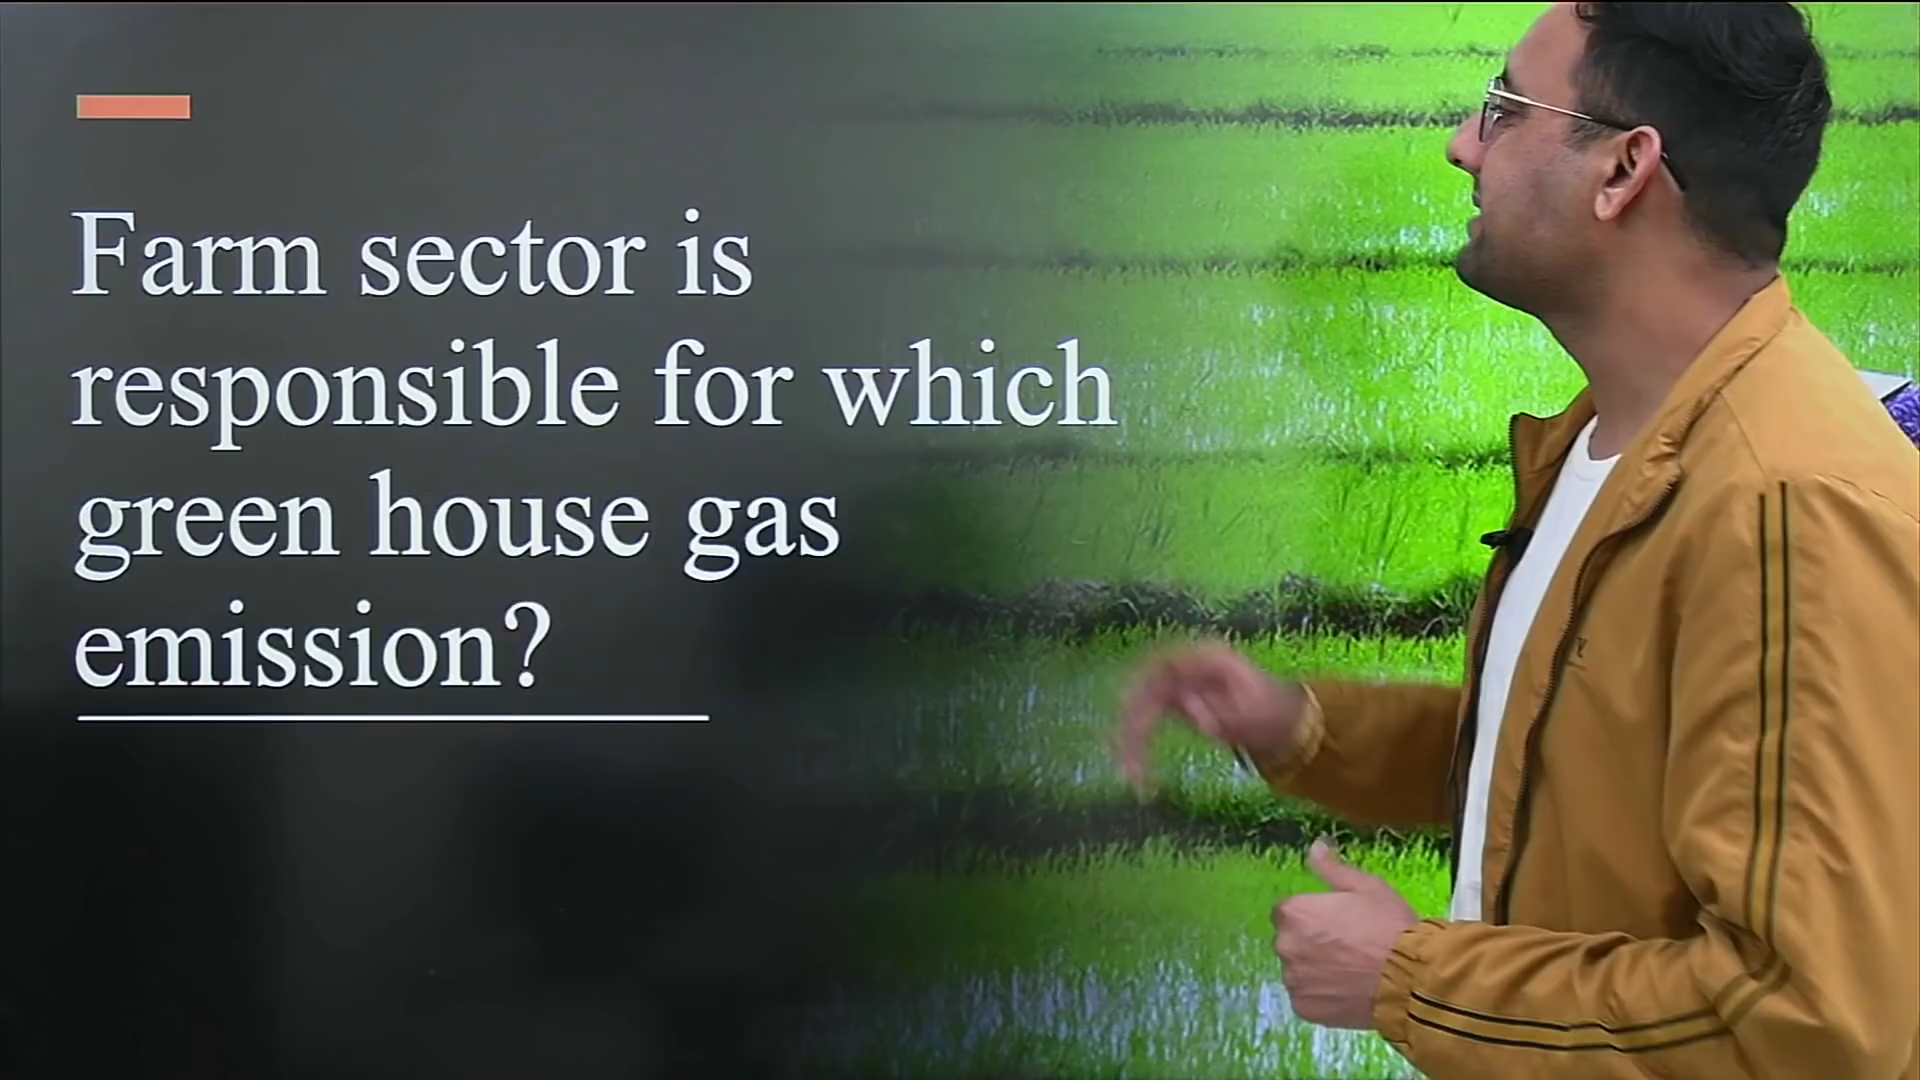 Farm sector is
responsible for which
green house gas
emission?